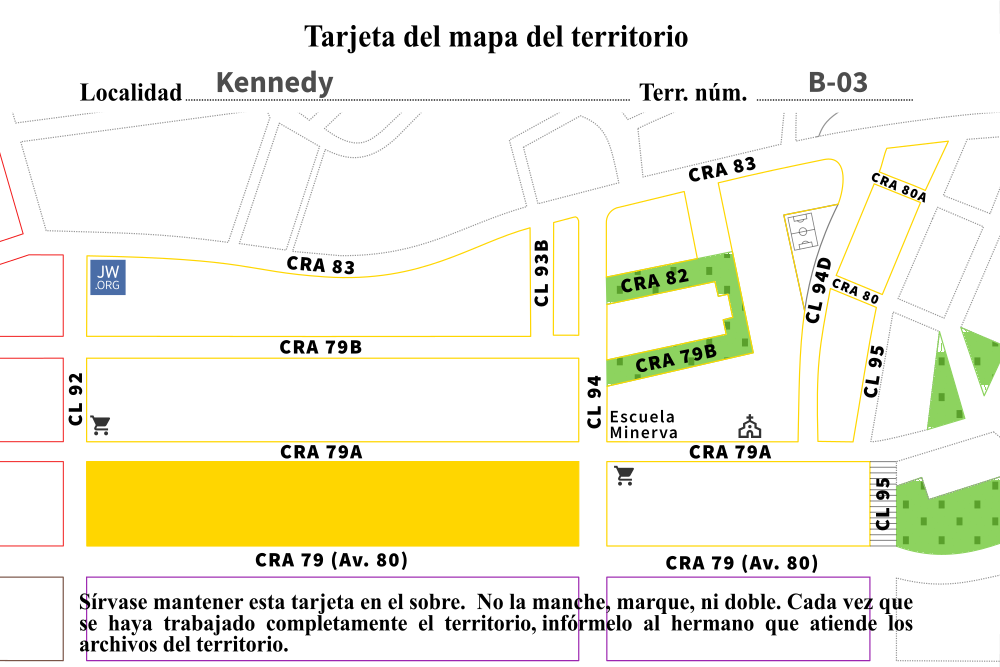 Tarjeta del mapa del territorio
Localidad Kennedy Terr. núm. B-03
CRA 83
CRA 80A
CRA 83
JW
.ORG
CL 93B
CRA 82
CL 94D
CRA 80
CRA 79B
CRA 79B
CL 92
CL 94
CL 95
Escuela
Minerva
CRA 79A
CRA 79A
CL 95
CRA 79 (Av. 80)
CRA 79 (Av. 80)
Sírvase mantener esta tarjeta en el sobre. No la manche, marque, ni doble. Cada vez que
se haya trabajado completamente el territorio, infórmelo al hermano que atiende los
archivos del territorio.